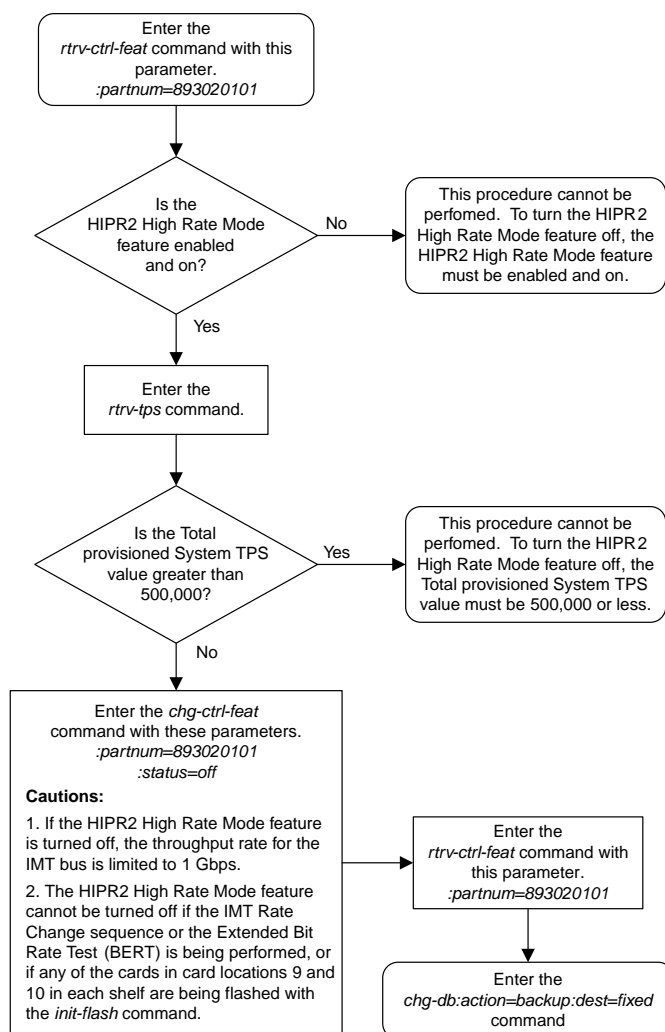 Enter the
rtrv-ctrl-feat command with this
parameter.
:partnum=893020101
Is the
HIPR2 High Rate Mode
feature enabled
and on?
No
This procedure cannot be
perfomed. To turn the HIPR2
High Rate Mode feature off, the
HIPR2 High Rate Mode feature
must be enabled and on.
Yes
Enter the
rtrv-tps command.
Is the Total
provisioned System TPS
value greater than
500,000?
Yes
This procedure cannot be
perfomed. To turn the HIPR2
High Rate Mode feature off, the
Total provisioned System TPS
value must be 500,000 or less.
No
Enter the chg-ctrl-feat
command with these parameters.
:partnum=893020101
:status=off
Cautions:
1. If the HIPR2 High Rate Mode feature
is turned off, the throughput rate for the
IMT bus is limited to 1 Gbps.
2. The HIPR2 High Rate Mode feature
cannot be turned off if the IMT Rate
Change sequence or the Extended Bit
Rate Test (BERT) is being performed, or
if any of the cards in card locations 9 and
10 in each shelf are being flashed with
the init-flash command.
Enter the
rtrv-ctrl-feat command with
this parameter.
:partnum=893020101
Enter the
chg-db:action=backup:dest=fixed
command